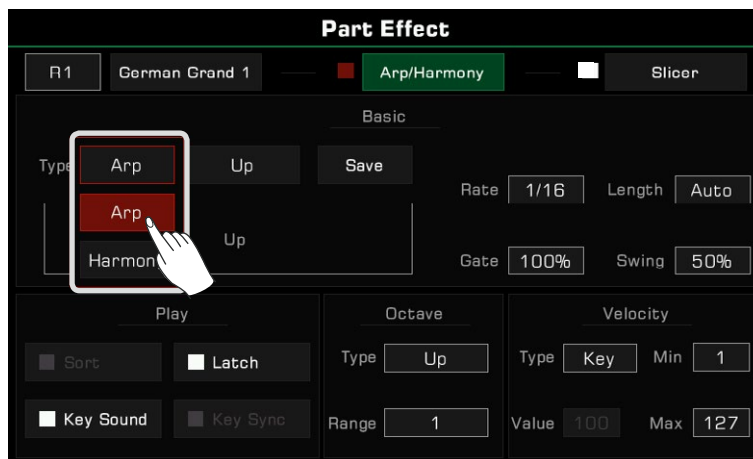 Part Effect
R1 German Grand 1 Arp/Harmony Slicer
Basic
Type Arp Up Save
Rate 1/16 Length Auto
Arp
Up
Harmon
Gate 100% Swing 50%
Play Octave Velocity
Sort Latch Type Up Type Key Min 1
Key Sound Key Sync Range 1 Value 100 Max 127